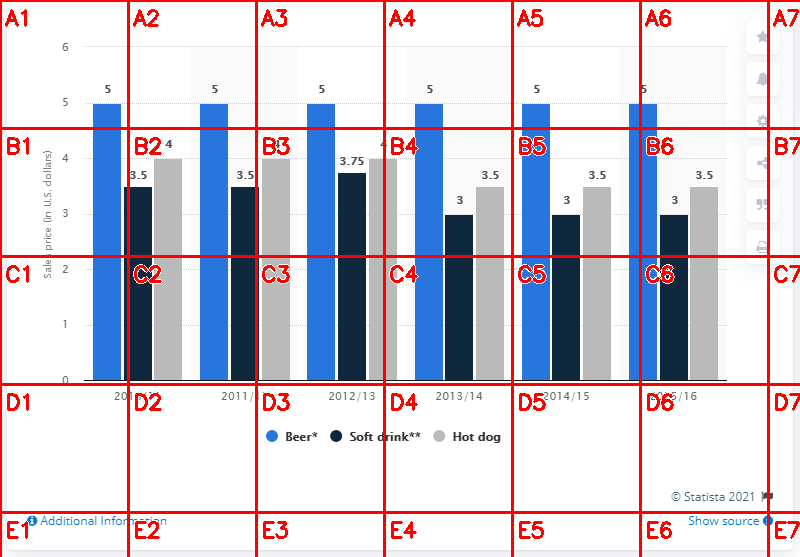 A1 A2 A3 A4 A5 A6 A7
6
5 5 5 5 5 5
5
B1 B2 B3 B4 B5 B6 B7
4 4 4
4
3.5 3.5 3.75 3.5 3.5 3.5
3 3 3
3
Sales price (in U.S. dollars)
C1 C2 C3 C4 C5 C6 C7
2
1
0
2012/13 2013/14 2014/15
D1 D2 D3 D4 D5 D6 D7
Beer* Soft drink** Hot dog
© Statista 2021
Additional Information Show source
E1 E2 E3 E4 E5 E6 E7